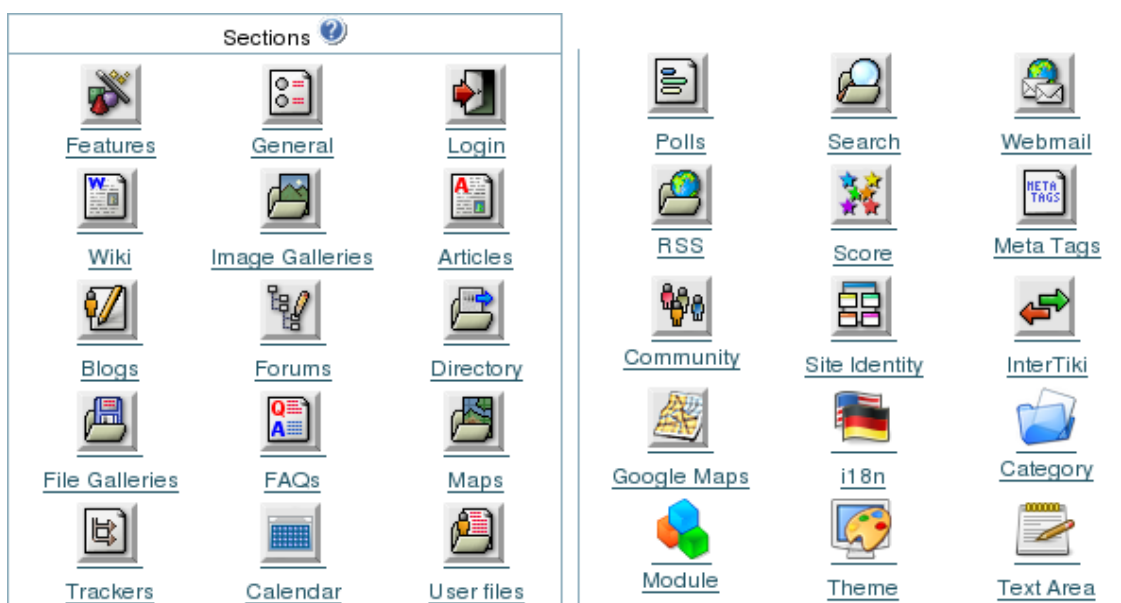 Sections ?
Features General Login
W A
Wiki Image Galleries Articles
Blogs Forums Directory
Q A
File Galleries FAQs Maps
Trackers Calendar User files
Polls Search Webmail
META TAGS
RSS Score Meta Tags
Community Site Identity InterTiki
Google Maps i18n Category
Module Theme Text Area